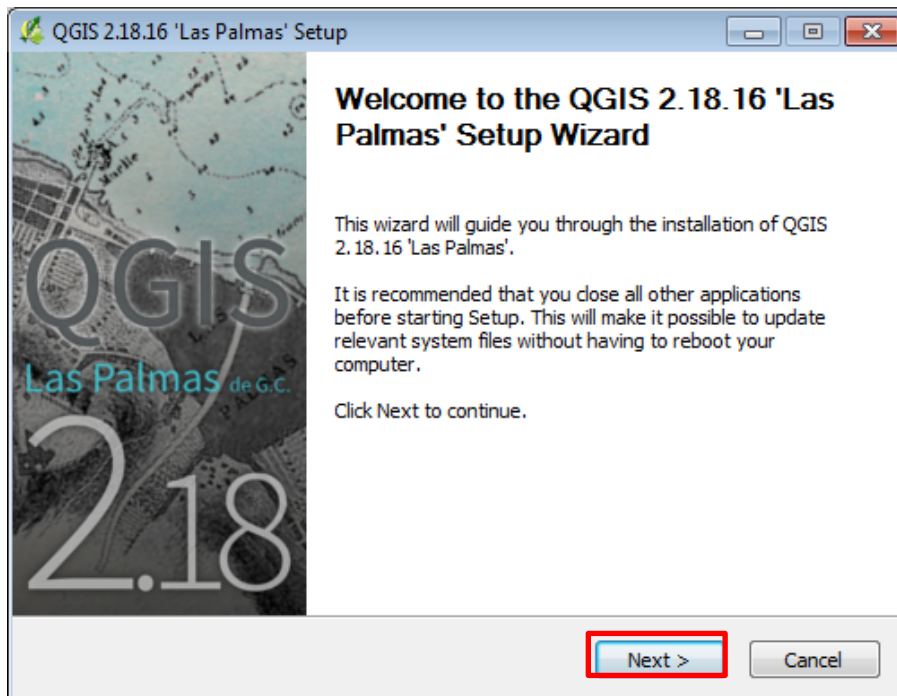 QGIS 2.18.16 'Las Palmas' Setup
Welcome to the QGIS 2.18.16 'Las
Palmas' Setup Wizard
This wizard will guide you through the installation of QGIS
2.18.16 'Las Palmas'.
It is recommended that you close all other applications
before starting Setup. This will make it possible to update
relevant system files without having to reboot your
computer.
Click Next to continue.
QGIS
Las Palmas de G.C.
2.18
Next >
Cancel